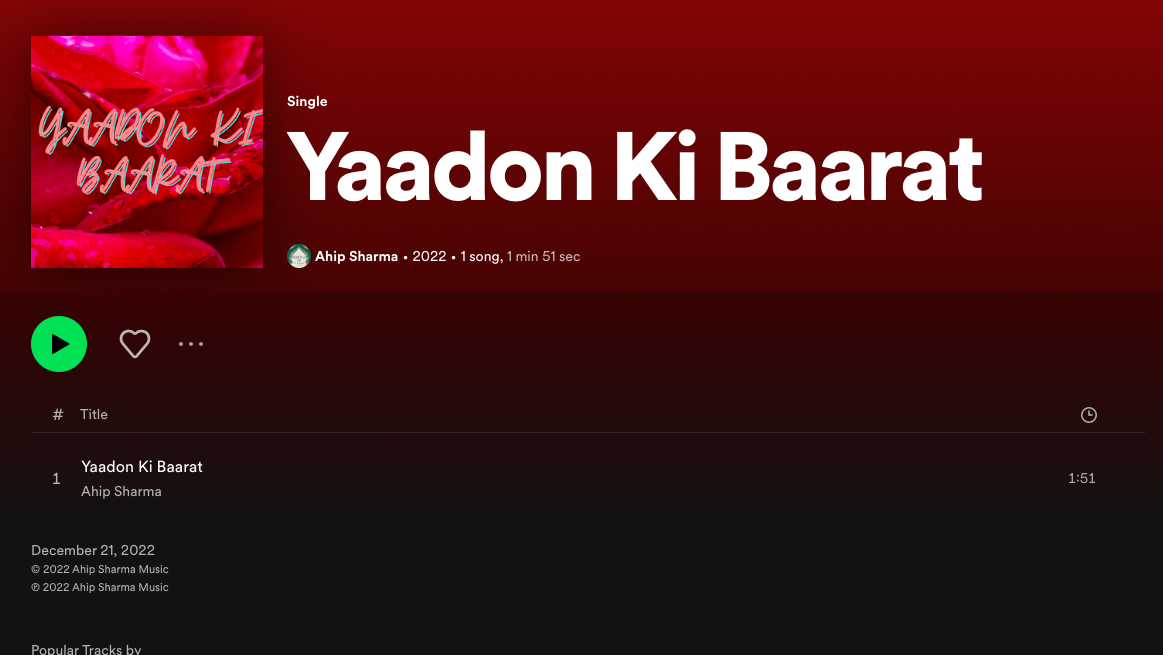 YAADON KI
BAARAT
Single
Yaadon Ki Baarat
Ahip Sharma • 2022 • 1 song, 1 min 51 sec
# Title
1 Yaadon Ki Baarat 1:51
Ahip Sharma
December 21, 2022
© 2022 Ahip Sharma Music
℗ 2022 Ahip Sharma Music
Popular Tracks by